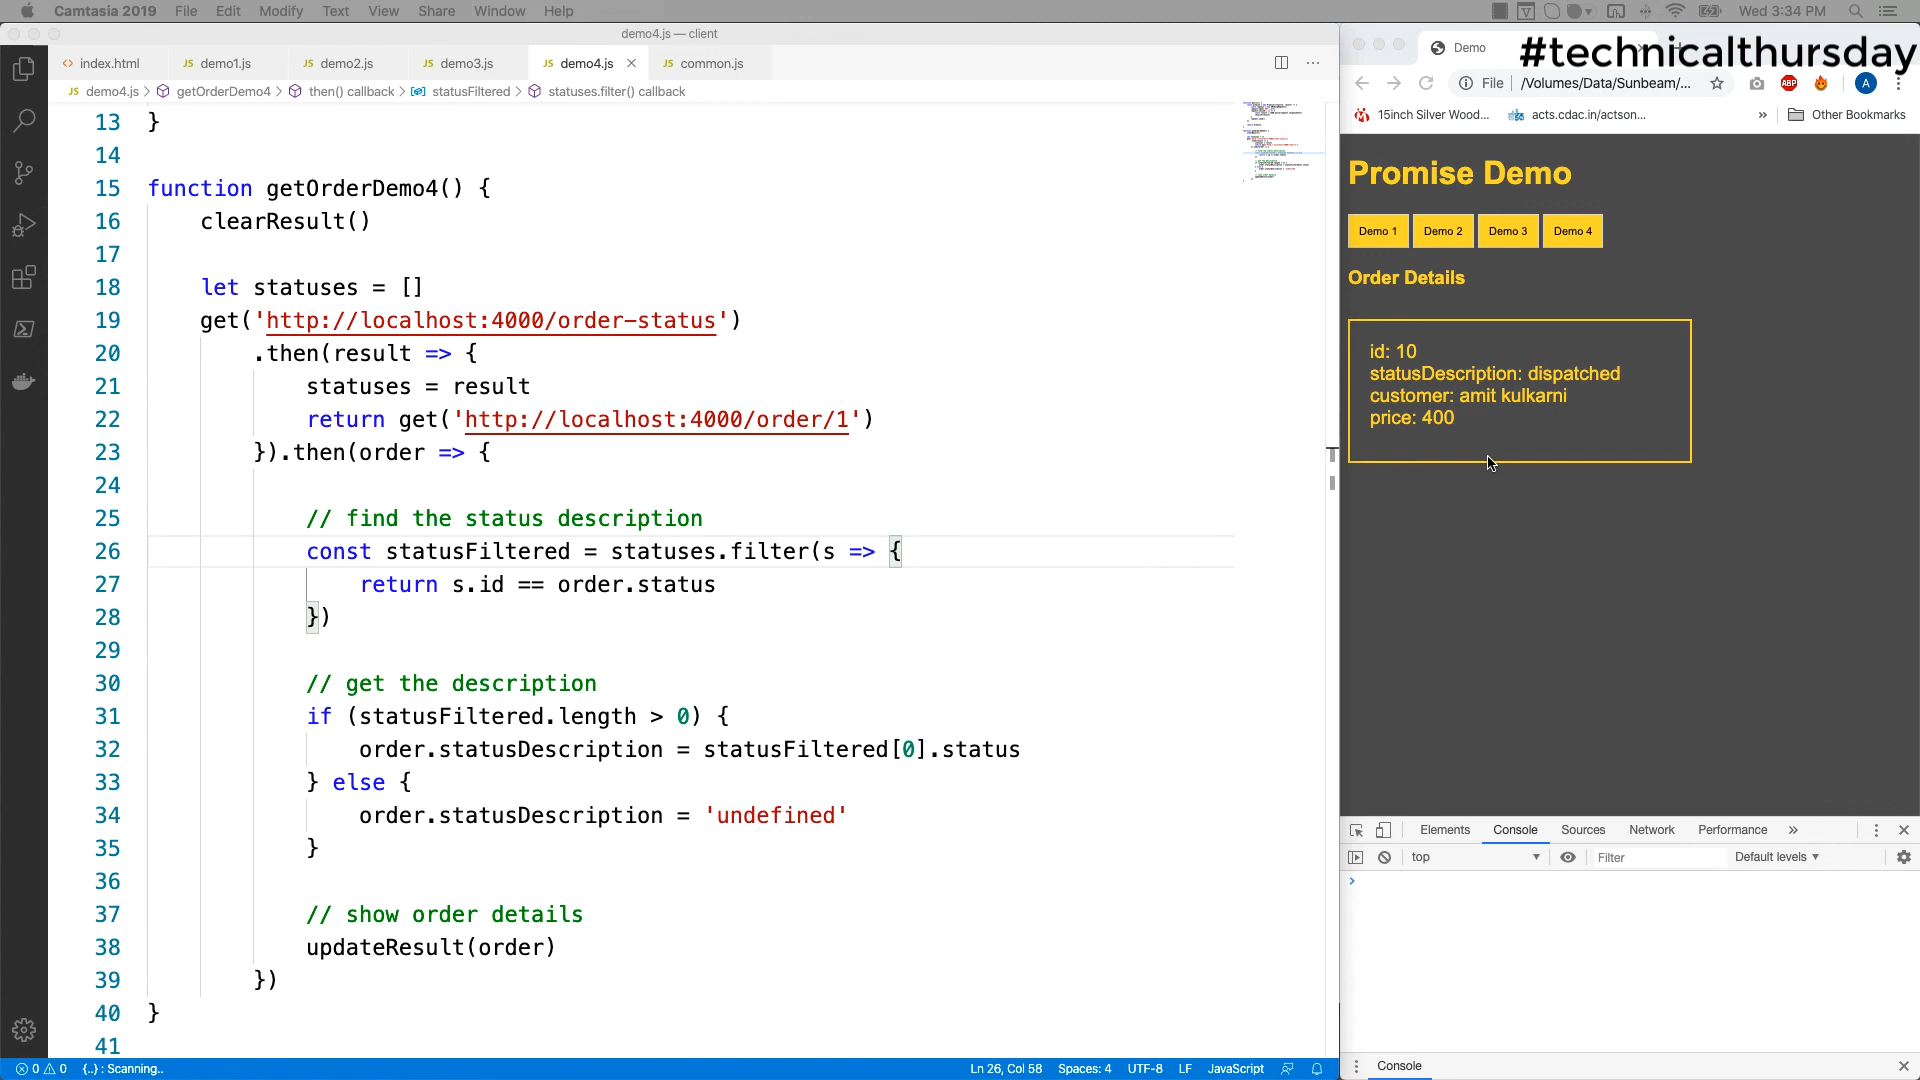 Camtasia 2019 File Edit Modify Text View Share Window Help Wed 3:34 PM
demo4.js — client
#technicalthursday
index.html JS demo1.js JS demo2.js JS demo3.js JS demo4.js JS common.js
Demo
JS demo4.js > getOrderDemo4 > then() callback > statusFiltered > statuses.filter() callback
File /Volumes/Data/Sunbeam/... ABP A
15inch Silver Wood... acts.cdac.in/actson... » Other Bookmarks
13 }
14
15 function getOrderDemo4() {
16 clearResult()
17
18 let statuses = []
19 get('http://localhost:4000/order-status')
20 .then(result => {
21 statuses = result
22 return get('http://localhost:4000/order/1')
23 }).then(order => {
24
25 // find the status description
26 const statusFiltered = statuses.filter(s => {
27 return s.id == order.status
28 })
29
30 // get the description
31 if (statusFiltered.length > 0) {
32 order.statusDescription = statusFiltered[0].status
33 } else {
34 order.statusDescription = 'undefined'
35 }
36
37 // show order details
38 updateResult(order)
39 })
40 }
41
Promise Demo
Demo 1 Demo 2 Demo 3 Demo 4
Order Details
id: 10
statusDescription: dispatched
customer: amit kulkarni
price: 400
Elements Console Sources Network Performance »
top Filter Default levels
Console
0 0 {..} : Scanning.. Ln 26, Col 58 Spaces: 4 UTF-8 LF JavaScript